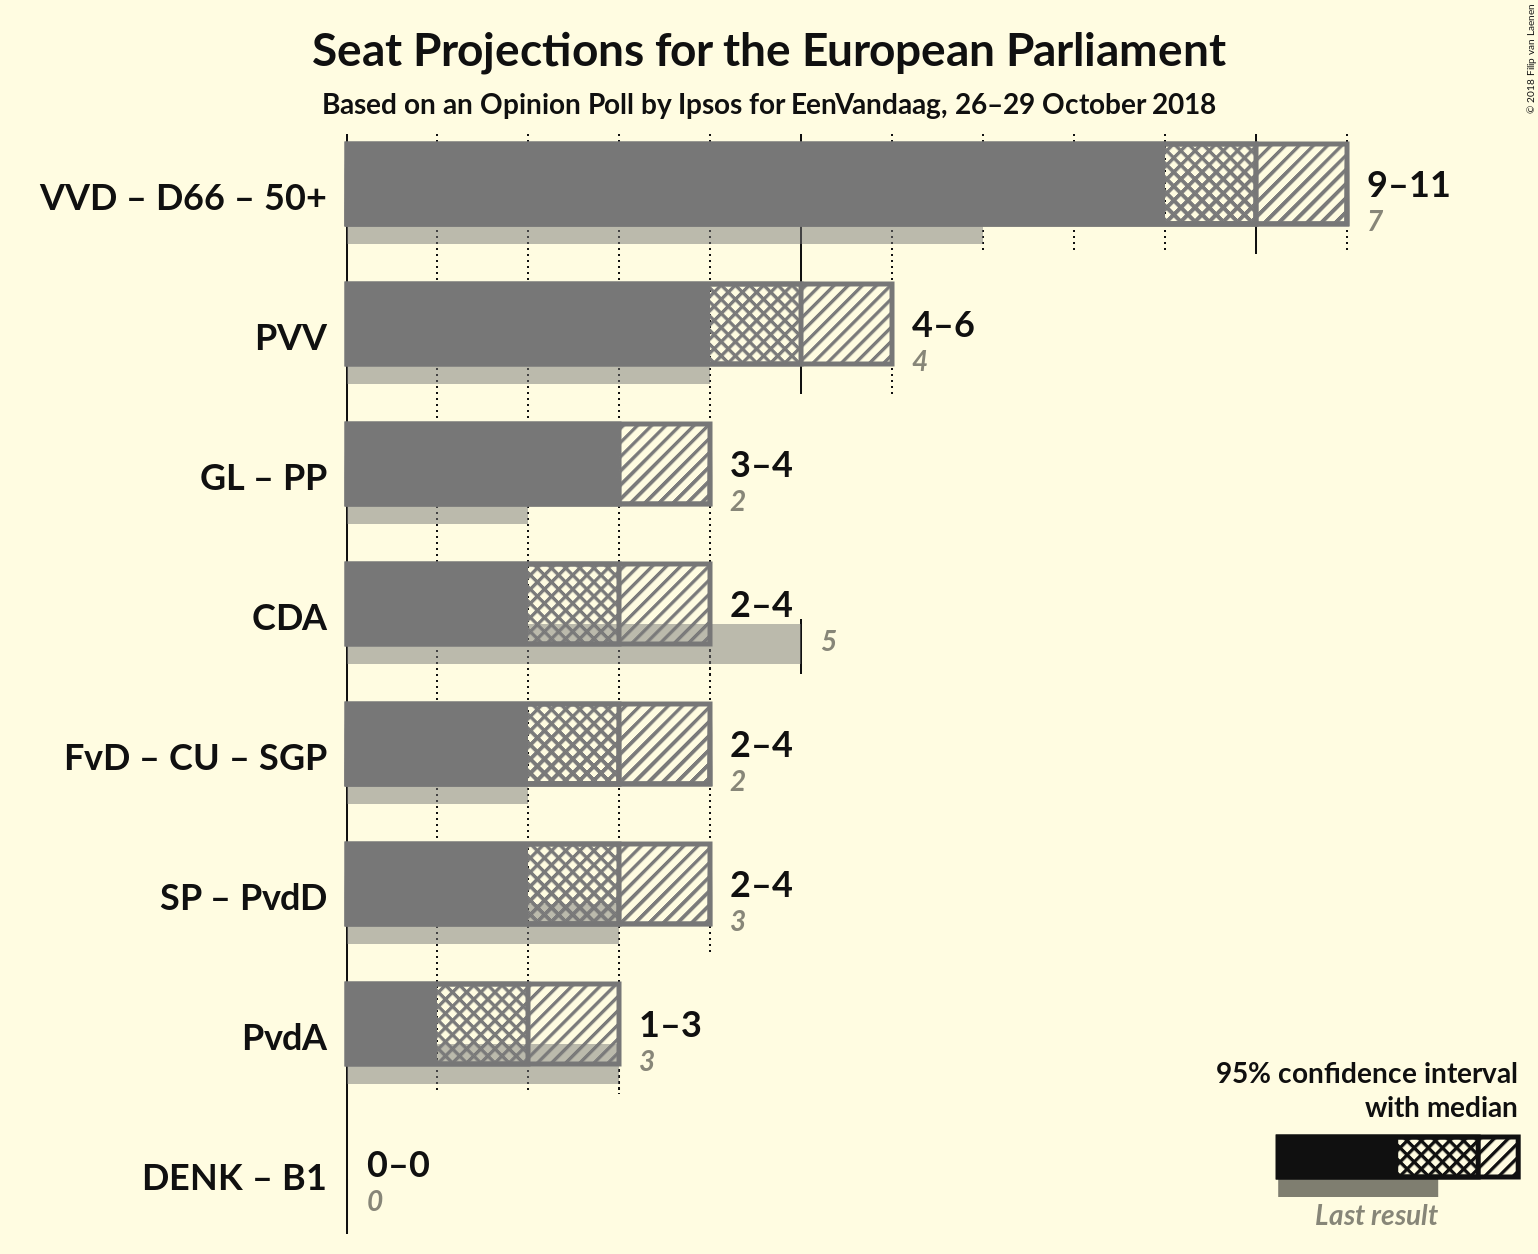 Seat Projections for the European Parliament
Based on an Opinion Poll by Ipsos for EenVandaag, 26–29 October 2018
© 2018 Filip van Laenen
VVD – D66 – 50+
9–11
7
PVV
4–6
4
GL – PP
3–4
2
CDA
2–4
5
FvD – CU – SGP
2–4
2
SP – PvdD
2–4
3
PvdA
1–3
3
DENK – B1
0–0
0
95% confidence interval
with median
Last result